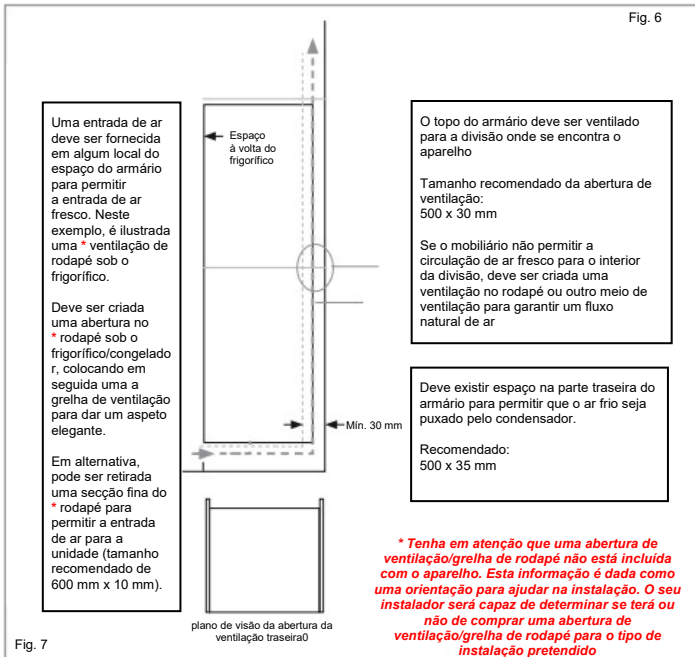 Fig. 6
Uma entrada de ar
deve ser fornecida
em algum local do
espaço do armário
para permitir
a entrada de ar
fresco. Neste
exemplo, é ilustrada
uma * ventilação de
rodapé sob o
frigorífico.
Deve ser criada
uma abertura no
* rodapé sob o
frigorífico/congelado
r, colocando em
seguida uma a
grelha de ventilação
para dar um aspeto
elegante.
Em alternativa,
pode ser retirada
uma secção fina do
* rodapé para
permitir a entrada
de ar para a
unidade (tamanho
recomendado de
600 mm x 10 mm).
Espaço
à volta do
frigorífico
Mín. 30 mm
O topo do armário deve ser ventilado
para a divisão onde se encontra o
aparelho
Tamanho recomendado da abertura de
ventilação:
500 x 30 mm
Se o mobiliário não permitir a
circulação de ar fresco para o interior
da divisão, deve ser criada uma
ventilação no rodapé ou outro meio de
ventilação para garantir um fluxo
natural de ar
Deve existir espaço na parte traseira do
armário para permitir que o ar frio seja
puxado pelo condensador.
Recomendado:
500 x 35 mm
* Tenha em atenção que uma abertura de
ventilação/grelha de rodapé não está incluída
com o aparelho. Esta informação é dada como
uma orientação para ajudar na instalação. O seu
instalador será capaz de determinar se terá ou
não de comprar uma abertura de
ventilação/grelha de rodapé para o tipo de
instalação pretendido
plano de visão da abertura da
ventilação traseira0
Fig. 7